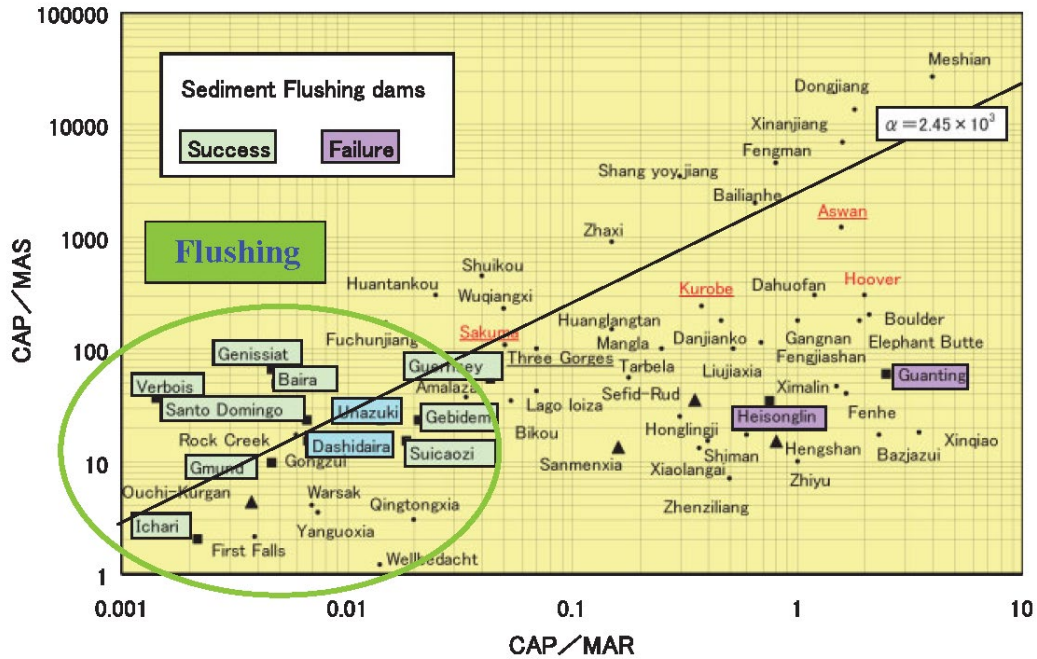 100000
10000
1000
100
10
1
CAP/MAS
Sediment Flushing dams
Success
Failure
Flushing
α=2.45×10³
Meshian
Dongjiang
Xinanjiang
Fengman
Shang yoy jiang
Bailianhe
Aswan
Zhaxi
Shuikou
Huantankou
Wuqiangxi
Kurobe
Dahuofan
Hoover
Fuchunjiang
Sakuma
Huanglangtan
Mangla
Danjianko
Gangnan
Boulder
Genissiat
Guernsey
Three Gorges
Tarbela
Liujiaxia
Fengjiashan
Elephant Butte
Verbois
Baira
Amalaza
Sefid-Rud
Ximalin
Guanting
Santo Domingo
Unazuki
Gebidem
Lago loiza
Heisonglin
Fenhe
Rock Creek
Dashidaira
Suicaozi
Bikou
Honglingji
Hengshan
Xinqiao
Gmund
Gongzui
Sanmenxia
Shiman
Bazjazui
Xiaolangai
Zhiyu
Ouchi-Kurgan
Warsak
Qingtongxia
Zhenziliang
Ichari
Yanguoxia
First Falls
Wellbedacht
0.001
0.01
0.1
1
10
CAP/MAR